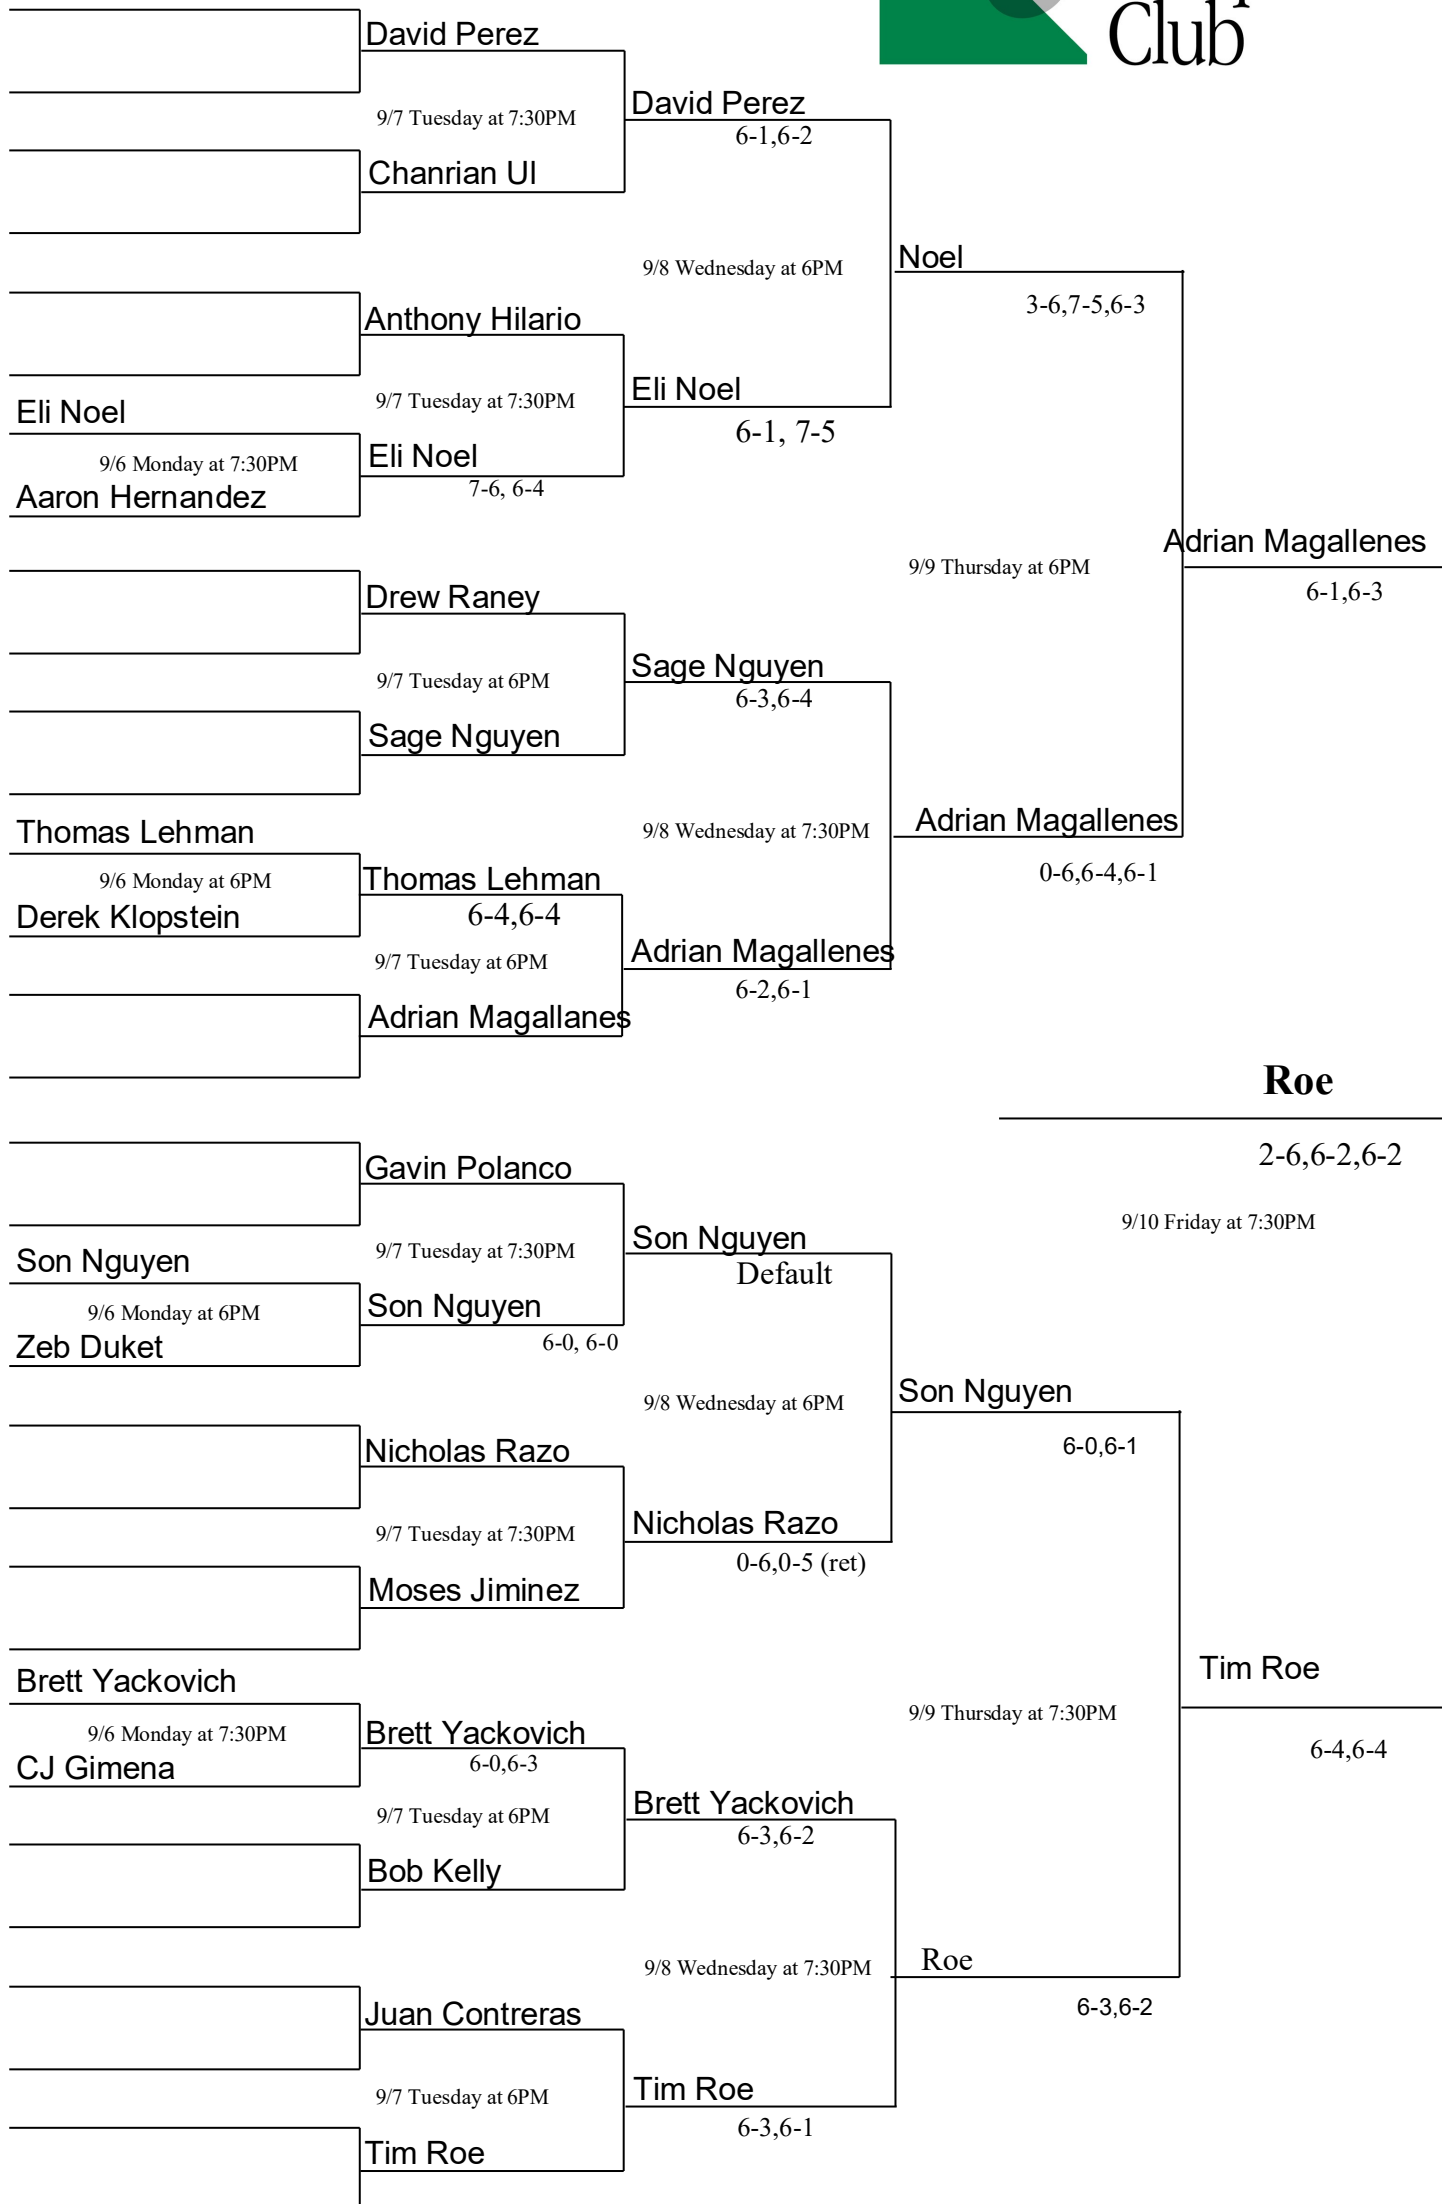 Club
David Perez
9/7 Tuesday at 7:30PM
David Perez
6-1,6-2
Chanrian Ul
9/8 Wednesday at 6PM
Noel
3-6,7-5,6-3
Anthony Hilario
9/7 Tuesday at 7:30PM
Eli Noel
6-1, 7-5
Eli Noel
9/6 Monday at 7:30PM
Eli Noel
7-6, 6-4
Aaron Hernandez
9/9 Thursday at 6PM
Adrian Magallenes
6-1,6-3
Drew Raney
9/7 Tuesday at 6PM
Sage Nguyen
6-3,6-4
Sage Nguyen
Thomas Lehman
9/8 Wednesday at 7:30PM
Adrian Magallenes
0-6,6-4,6-1
9/6 Monday at 6PM
Thomas Lehman
6-4,6-4
Derek Klopstein
9/7 Tuesday at 6PM
Adrian Magallenes
6-2,6-1
Adrian Magallanes
Roe
2-6,6-2,6-2
9/10 Friday at 7:30PM
Gavin Polanco
9/7 Tuesday at 7:30PM
Son Nguyen
Default
Son Nguyen
9/6 Monday at 6PM
Son Nguyen
6-0, 6-0
Zeb Duket
9/8 Wednesday at 6PM
Son Nguyen
6-0,6-1
Nicholas Razo
9/7 Tuesday at 7:30PM
Nicholas Razo
0-6,0-5 (ret)
Moses Jiminez
Brett Yackovich
9/6 Monday at 7:30PM
Brett Yackovich
6-0,6-3
CJ Gimena
9/9 Thursday at 7:30PM
Tim Roe
6-4,6-4
9/7 Tuesday at 6PM
Brett Yackovich
6-3,6-2
Bob Kelly
9/8 Wednesday at 7:30PM
Roe
6-3,6-2
Juan Contreras
9/7 Tuesday at 6PM
Tim Roe
6-3,6-1
Tim Roe